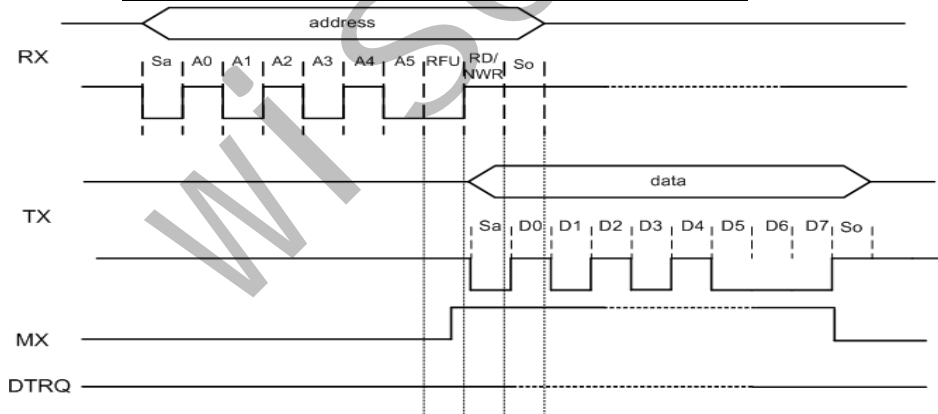 address
RX
Sa A0 A1 A2 A3 A4 A5 RFU RD/ So
NWR
data
TX
Sa D0 D1 D2 D3 D4 D5 D6 D7 So
MX
DTRQ